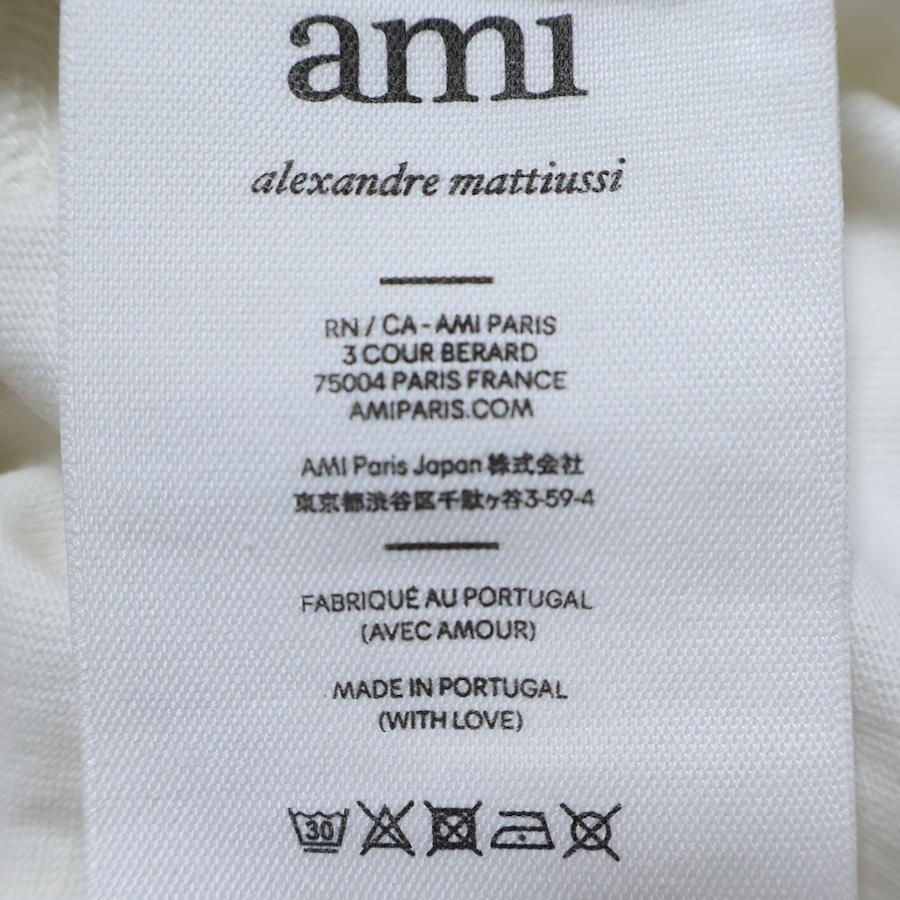 ami
alexandre mattiussi
RN / CA - AMI PARIS
3 COUR BERARD
75004 PARIS FRANCE
AMIPARIS.COM
AMI Paris Japan 株式会社
東京都渋谷区千駄ヶ谷3-59-4
FABRIQUÉ AU PORTUGAL
(AVEC AMOUR)
MADE IN PORTUGAL
(WITH LOVE)
30